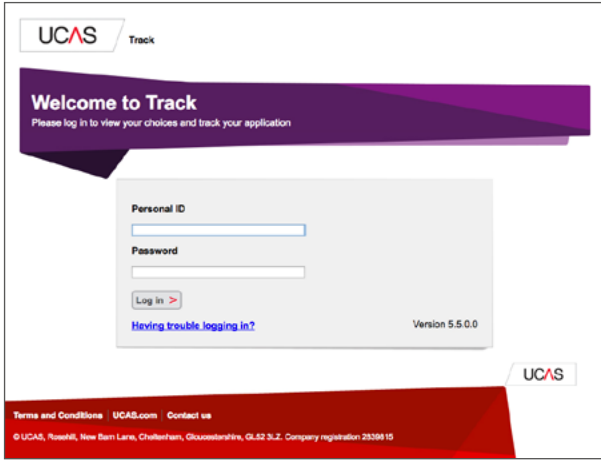 UCAS Track
Welcome to Track
Please log in to view your choices and track your application
Personal ID
Password
Log in >
Having trouble logging in?
Version 5.5.0.0
UCAS
Terms and Conditions | UCAS.com | Contact us
© UCAS, Rosehill, New Barn Lane, Cheltenham, Gloucestershire, GL52 3LZ. Company registration 2839815